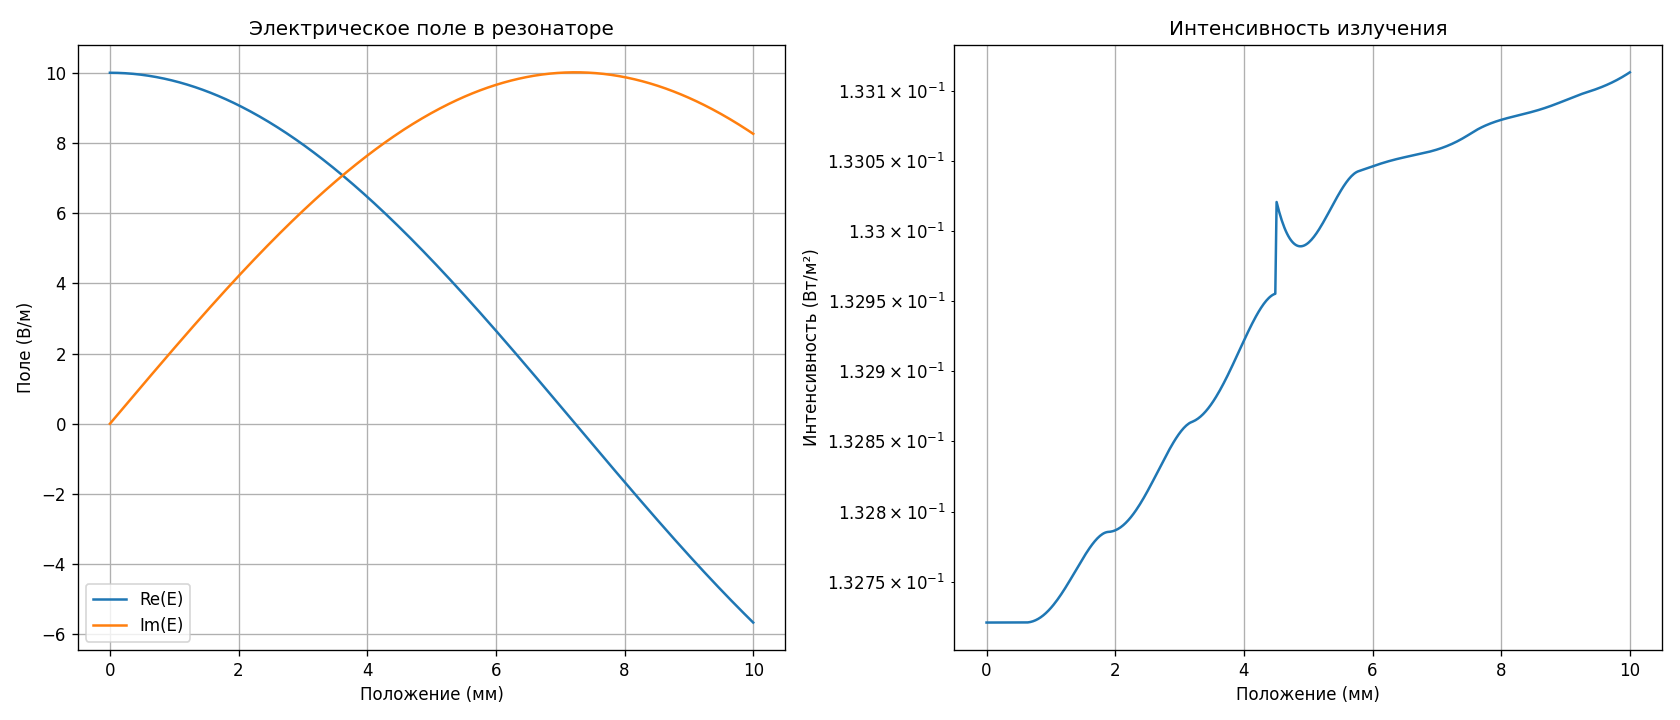 Электрическое поле в резонаторе
Поле (В/м)
10
8
6
4
2
0
−2
−4
−6
Re(E)
Im(E)
0 2 4 6 8 10
Положение (мм)
Интенсивность излучения
Интенсивность (Вт/м²)
1.331 × 10⁻¹
1.3305 × 10⁻¹
1.33 × 10⁻¹
1.3295 × 10⁻¹
1.329 × 10⁻¹
1.3285 × 10⁻¹
1.328 × 10⁻¹
1.3275 × 10⁻¹
0 2 4 6 8 10
Положение (мм)